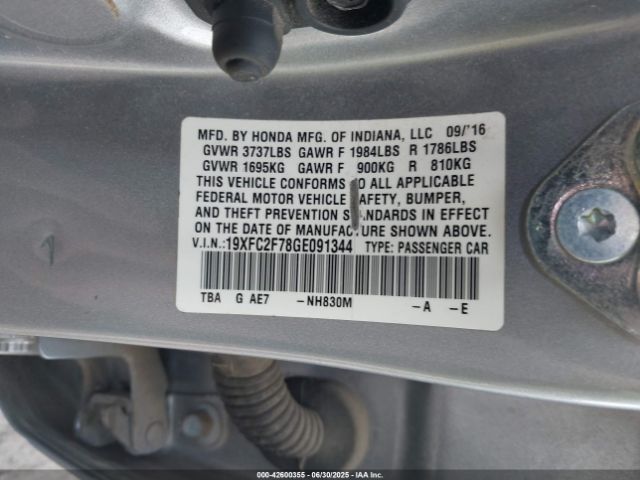 MFD. BY HONDA MFG. OF INDIANA, LLC 09/'16
GVWR 3737LBS GAWR F 1984LBS R 1786LBS
GVWR 1695KG GAWR F 900KG R 810KG
THIS VEHICLE CONFORMS TO ALL APPLICABLE
FEDERAL MOTOR VEHICLE SAFETY, BUMPER,
AND THEFT PREVENTION STANDARDS IN EFFECT
ON THE DATE OF MANUFACTURE SHOWN ABOVE.
V.I.N.:19XFC2F78GE091344 TYPE: PASSENGER CAR
TBA G AE7 -NH830M -A -E
000-42600355 - 06/30/2025 - IAA Inc.